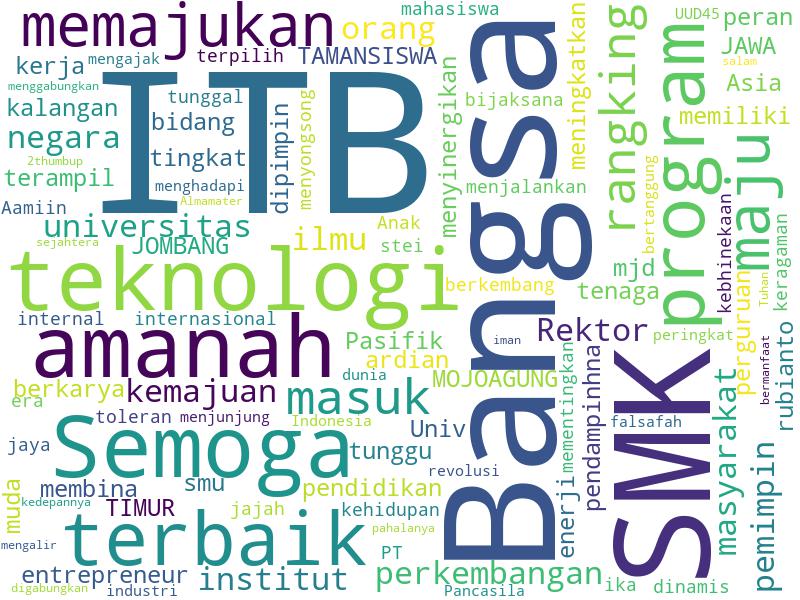 mahasiswa
memajukan
orang
UUD45
peran
kerja
mengajak
terpilih
TAMANSISWA
JAWA
salam
menggabungkan
ITB
kalangan
tunggal
bidang
tingkat
menghadapi
Almamater
dipimpin
menyongsong
menyinergikan
Bangsa
bijaksana
meningkatkan
rangking
program
Asia
memiliki
negara
2thumbup
terampil
Aamiin
menjalankan
bertanggung
maju
universitas
JOMBANG
sejahtera
ilmu
Anak
stei
kebhinekaan
keragaman
teknologi
berkembang
mjd
tenaga
Tuhan
perguruan
internal
internasional
amanah
Pasifik
ardian
iman
Rektor
peringkat
bermanfaat
rubianto
berkarya
era
kemajuan
dunia
masuk
MOJOAGUNG
mementingkan
pendampinhna
SMK
masyarakat
toleran
menjunjung
Indonesia
Univ
falsafah
jaya
Semoga
tunggu
revolusi
muda
membina
smu
pendidikan
kedepannya
TIMUR
jajah
kehidupan
enerji
pemimpin
terbaik
pahalanya
mengalir
PT
entrepreneur
institut
perkembangan
digabungkan
industri
Pancasila
ika
dinamis